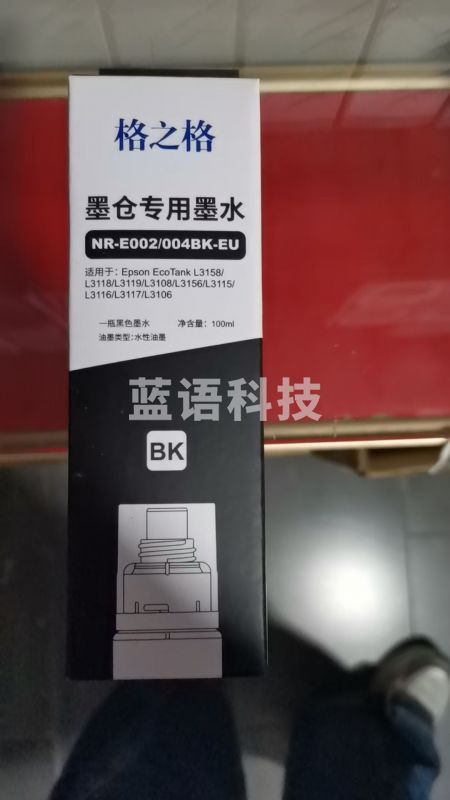 格之格
墨仓专用墨水
NR-E002/004BK-EU
适用于：Epson EcoTank L3158/
L3118/L3119/L3108/L3156/L3115/
L3116/L3117/L3106
一瓶黑色墨水 净含量：100ml
油墨类型：水性油墨
蓝语科技
BK